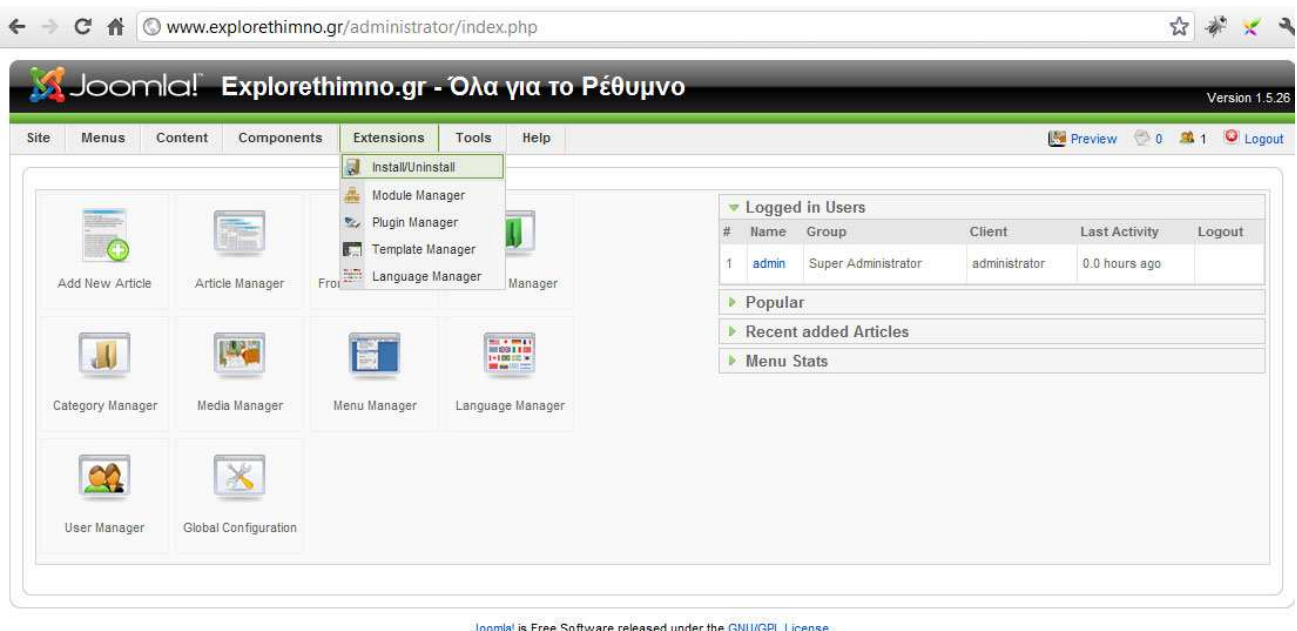 www.explorethimno.gr/administrator/index.php
Joomla! Explorethimno.gr - Όλα για το Ρέθυμνο
Version 1.5.26
Site Menus Content Components Extensions Tools Help Preview 0 1 Logout
Install/Uninstall
Module Manager
Plugin Manager
Template Manager
Language Manager
Add New Article
Article Manager
Manager
Category Manager
Media Manager
Menu Manager
Language Manager
User Manager
Global Configuration
Logged in Users
# Name Group Client Last Activity Logout
1 admin Super Administrator administrator 0.0 hours ago
Popular
Recent added Articles
Menu Stats
Joomla! is Free Software released under the GNU/GPL License.